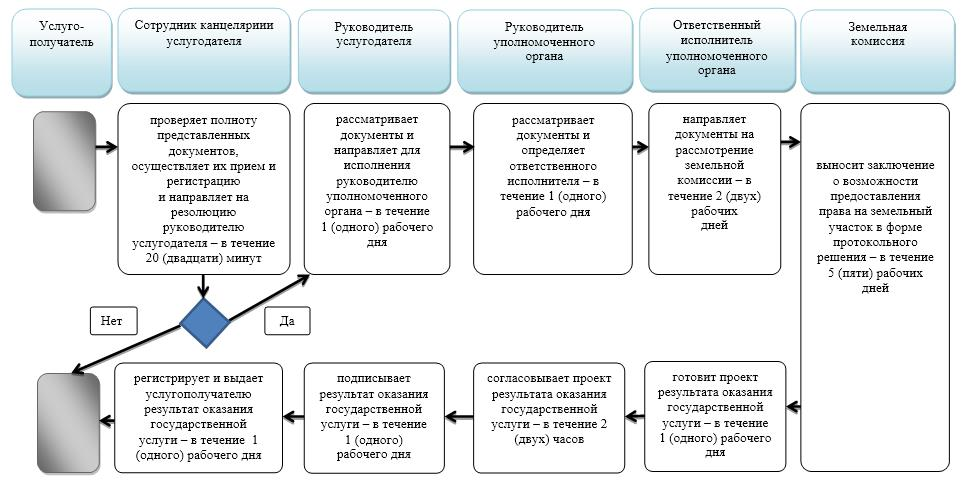 Услуго-
получатель
Сотрудник канцеляриии
услугодателя
Руководитель
услугодателя
Руководитель
уполномоченного
органа
Ответственный
исполнитель
уполномоченного
органа
Земельная
комиссия
проверяет полноту
представленных
документов,
осуществляет их прием и
регистрацию
и направляет на
резолюцию
руководителю
услугодателя – в течение
20 (двадцати) минут
рассматривает
документы и
направляет для
исполнения
руководителю
уполномоченного
органа – в течение
1 (одного) рабочего
дня
рассматривает
документы и
определяет
ответственного
исполнителя – в
течение 1 (одного)
рабочего дня
направляет
документы на
рассмотрение
земельной
комиссии – в
течение 2 (двух)
рабочих
дней
выносит заключение
о возможности
предоставления
права на земельный
участок в форме
протокольного
решения – в течение
5 (пяти) рабочих
дней
Нет
Да
регистрирует и выдает
услугополучателю
результат оказания
государственной
услуги – в течение 1
(одного) рабочего дня
подписывает
результат оказания
государственной
услуги – в течение
1 (одного)
рабочего дня
согласовывает проект
результата оказания
государственной
услуги – в течение 2
(двух) часов
готовит проект
результата оказания
государственной
услуги – в течение
1 (одного) рабочего
дня